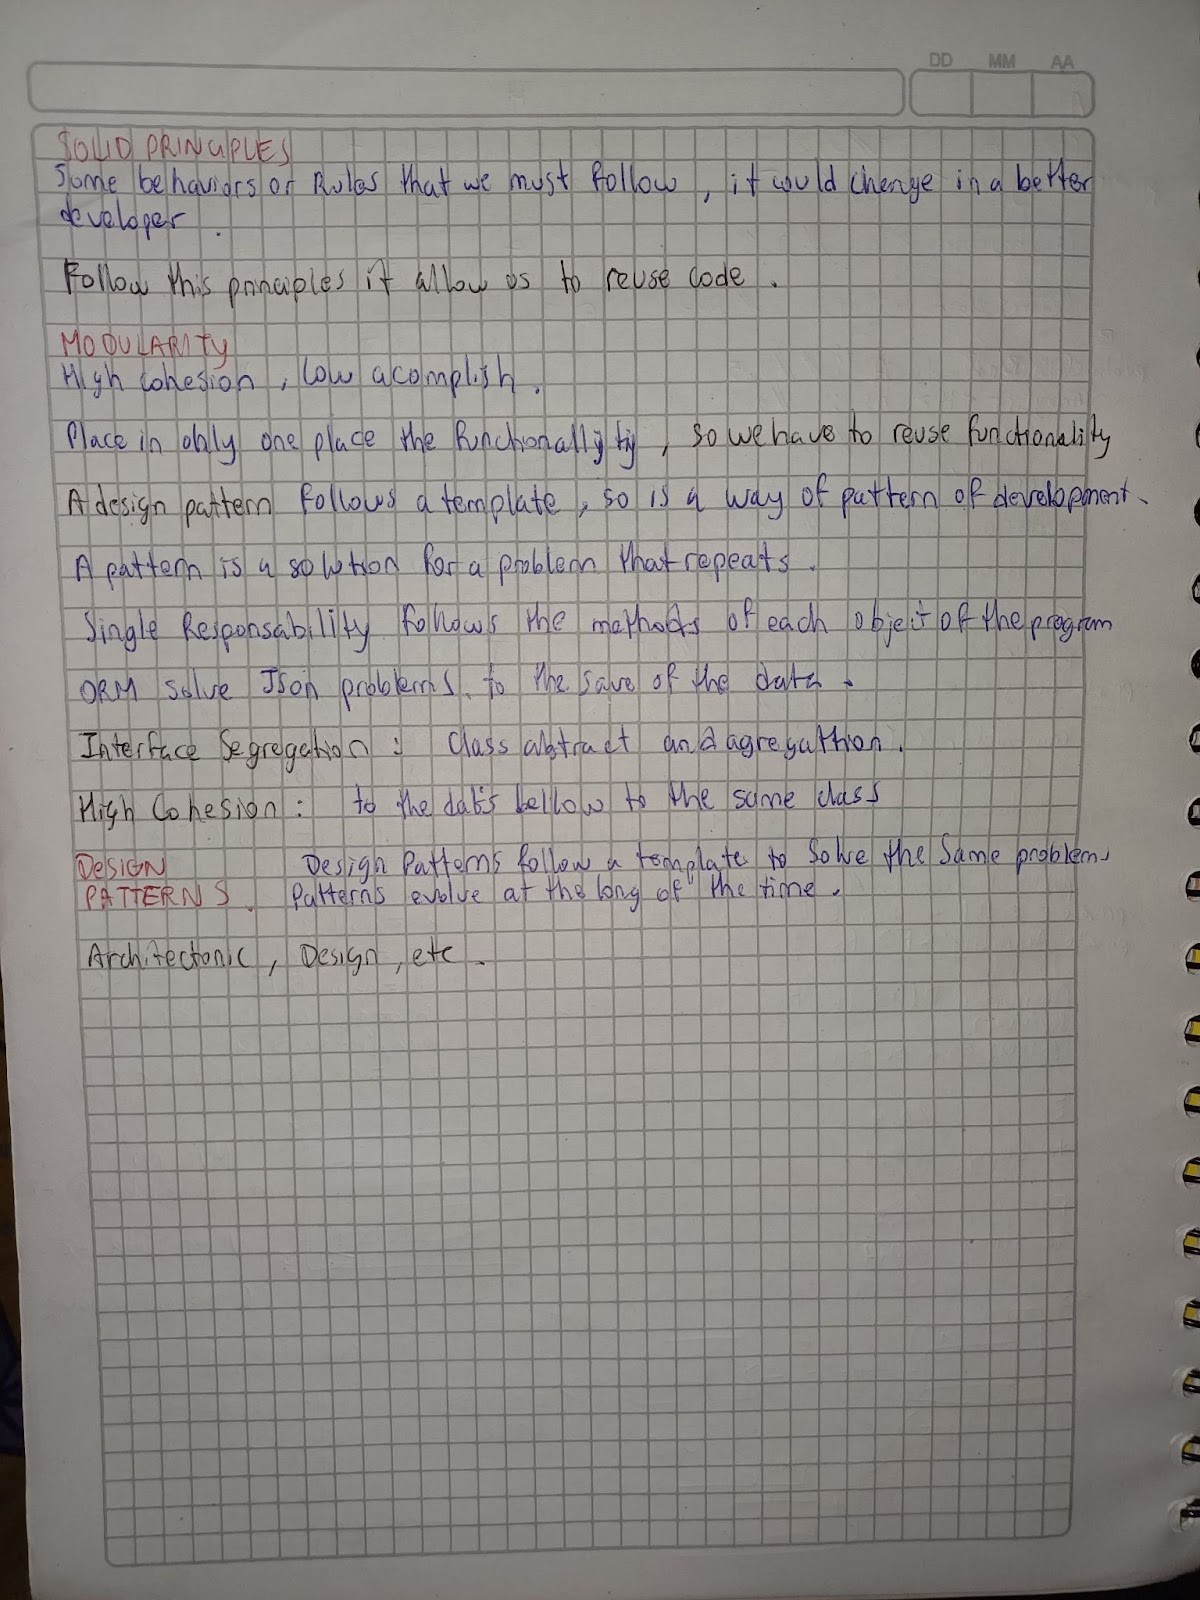 DD MM AA
SOLID PRINCIPLES
Some behaviors or Rules that we must follow, it would chenge in a better
developer.
Follow this principles it allow us to reuse code.
MODULARITY
High Cohesion, Low acomplish.
Place in only one place the functionallity, so we have to reuse functionality
A design pattern follows a template, so is a way of pattern of development.
A pattern is a solution for a problem that repeats.
Single Responsability follows the methods of each object of the program
ORM solve Json problems. to the save of the data.
Interface Segregation: Class abstract and agregattion.
High Cohesion: to the dat's bellow to the same class
DESIGN Design Patterns follow a template to solve the same problem,
PATTERNS. Patterns evolve at the long of the time.
Architectonic, Design, etc.